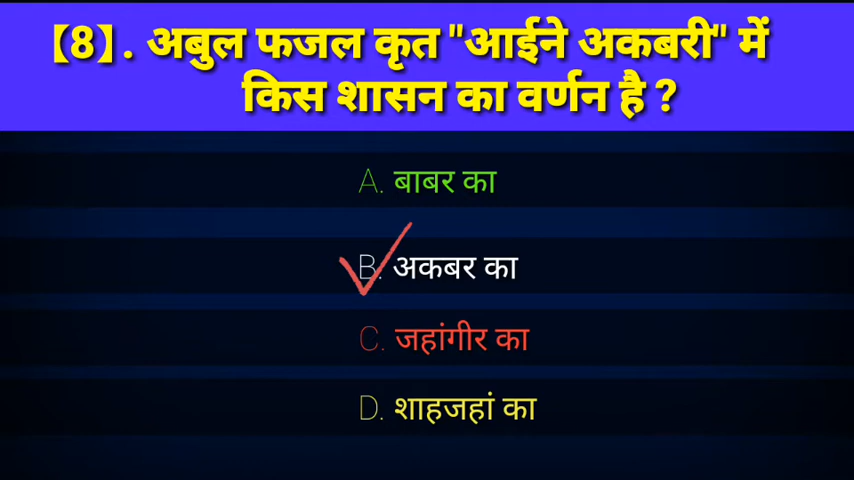 【8】. अबुल फजल कृत "आईने अकबरी" में
किस शासन का वर्णन है ?
A. बाबर का
B. अकबर का
C. जहांगीर का
D. शाहजहां का